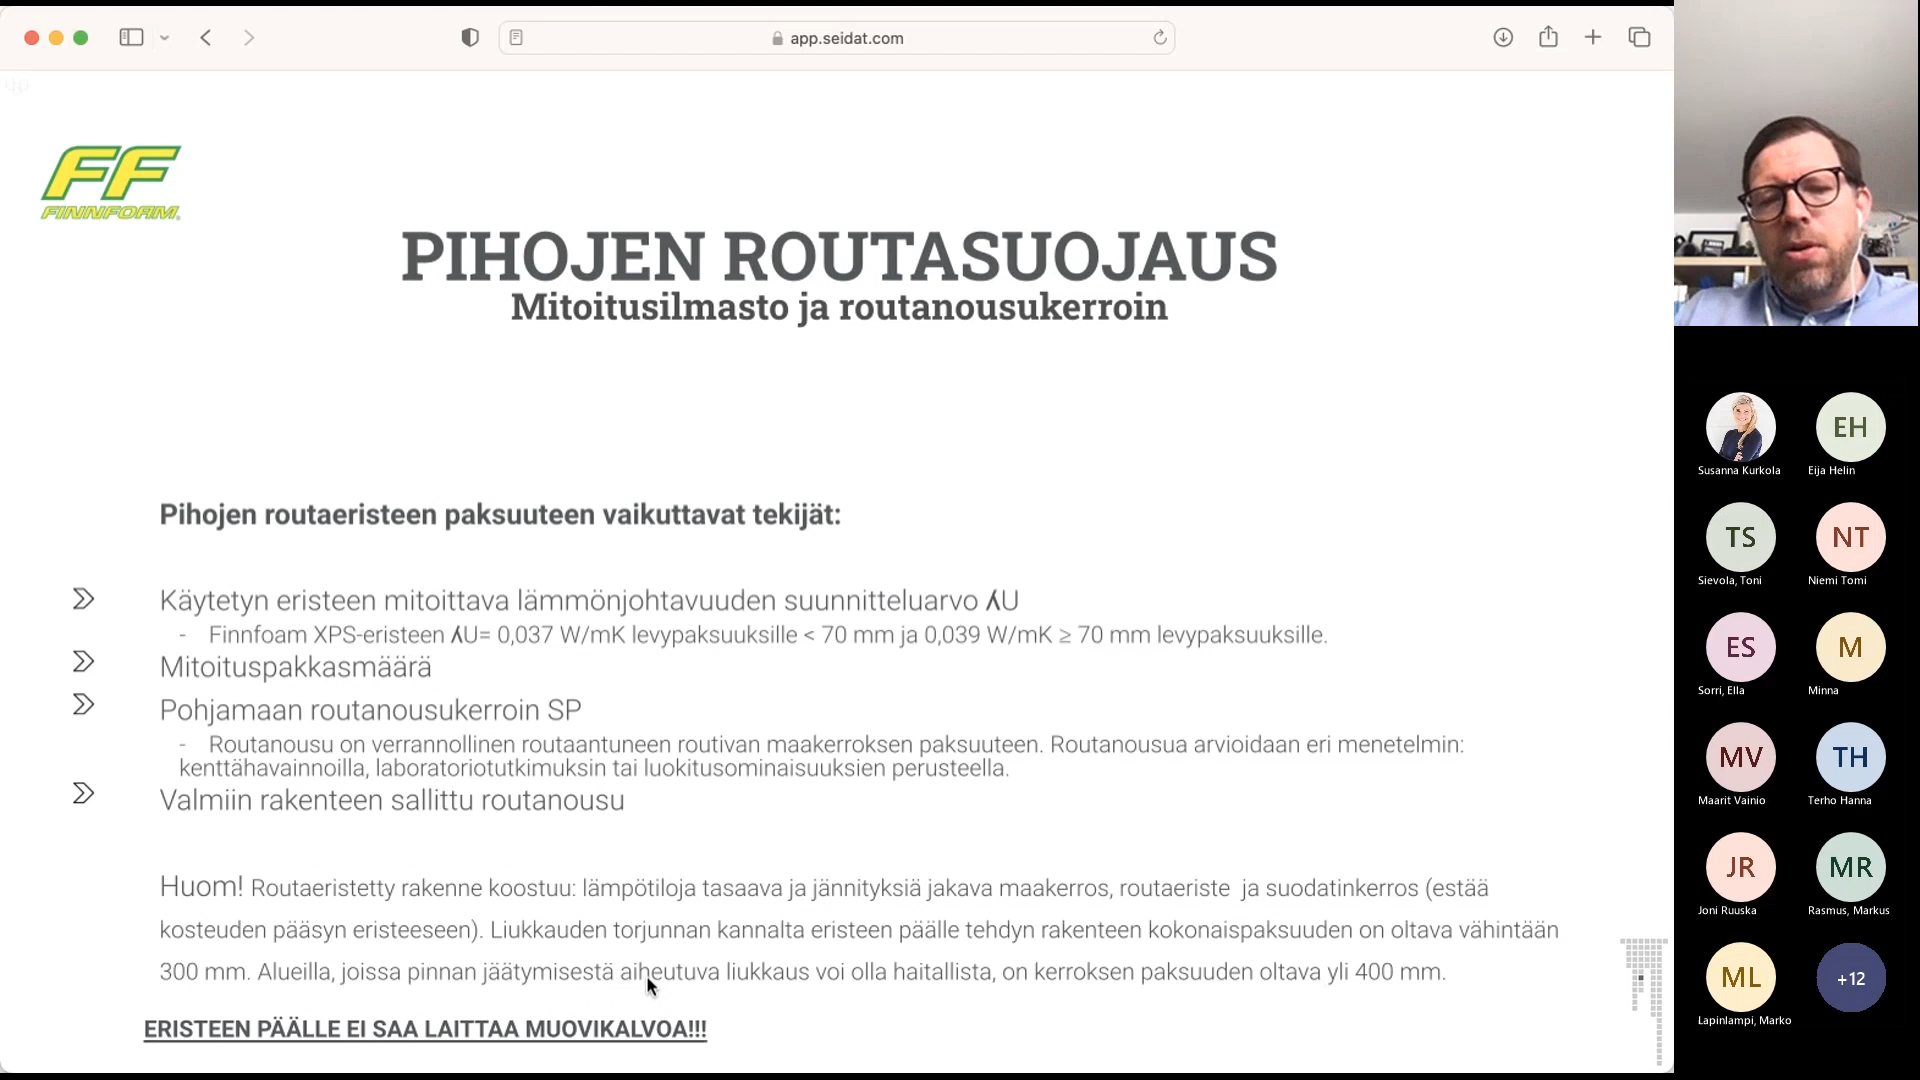 app.seidat.com
FF
FINNFOAM
PIHOJEN ROUTASUOJAUS
Mitoitusilmasto ja routanousukerroin
Pihojen routaeristeen paksuuteen vaikuttavat tekijät:
Käytetyn eristeen mitoittava lämmönjohtavuuden suunnitteluarvo ʎU
- Finnfoam XPS-eristeen ʎU= 0,037 W/mK levypaksuuksille < 70 mm ja 0,039 W/mK ≥ 70 mm levypaksuuksille.
Mitoituspakkasmäärä
Pohjamaan routanousukerroin SP
- Routanousu on verrannollinen routaantuneen routivan maakerroksen paksuuteen. Routanousua arvioidaan eri menetelmin:
kenttähavainnoilla, laboratoriotutkimuksin tai luokitusominaisuuksien perusteella.
Valmiin rakenteen sallittu routanousu
Huom! Routaeristetty rakenne koostuu: lämpötiloja tasaava ja jännityksiä jakava maakerros, routaeriste ja suodatinkerros (estää
kosteuden pääsyn eristeeseen). Liukkauden torjunnan kannalta eristeen päälle tehdyn rakenteen kokonaispaksuuden on oltava vähintään
300 mm. Alueilla, joissa pinnan jäätymisestä aiheutuva liukkaus voi olla haitallista, on kerroksen paksuuden oltava yli 400 mm.
ERISTEEN PÄÄLLE EI SAA LAITTAA MUOVIKALVOA!!!
EH
Susanna Kurkola
Eija Helin
TS
NT
Sievola, Toni
Niemi Tomi
ES
M
Sorri, Ella
Minna
MV
TH
Maarit Vainio
Terho Hanna
JR
MR
Joni Ruuska
Rasmus, Markus
ML
+12
Lapinlampi, Marko